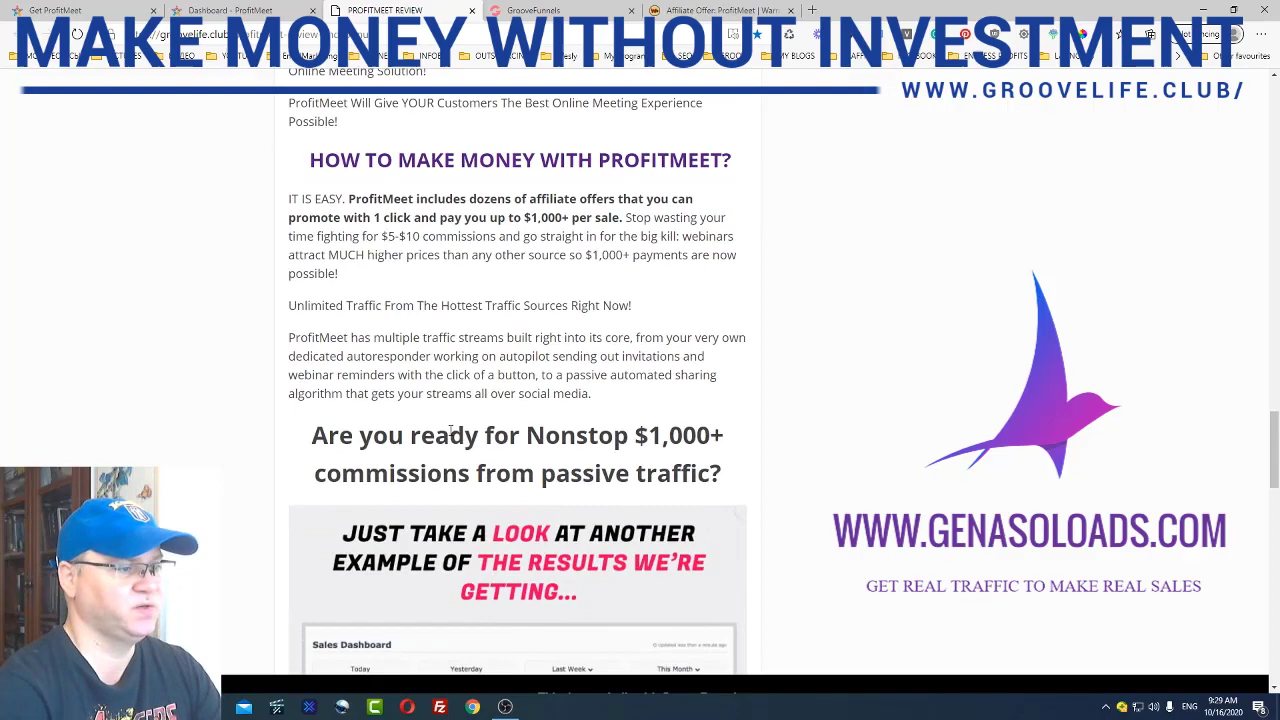 MAKE MONEY WITHOUT INVESTMENT
WWW.GROOVELIFE.CLUB/
Online Meeting Solution!
ProfitMeet Will Give YOUR Customers The Best Online Meeting Experience
Possible!
HOW TO MAKE MONEY WITH PROFITMEET?
IT IS EASY. ProfitMeet includes dozens of affiliate offers that you can
promote with 1 click and pay you up to $1,000+ per sale. Stop wasting your
time fighting for $5-$10 commissions and go straight in for the big kill: webinars
attract MUCH higher prices than any other source so $1,000+ payments are now
possible!
Unlimited Traffic From The Hottest Traffic Sources Right Now!
ProfitMeet has multiple traffic streams built right into its core, from your very own
dedicated autoresponder working on autopilot sending out invitations and
webinar reminders with the click of a button, to a passive automated sharing
algorithm that gets your streams all over social media.
Are you ready for Nonstop $1,000+
commissions from passive traffic?
JUST TAKE A LOOK AT ANOTHER
EXAMPLE OF THE RESULTS WE'RE
GETTING...
Sales Dashboard
Updated less than a minute ago
Today Yesterday Last Week This Month
WWW.GENASOLOADS.COM
GET REAL TRAFFIC TO MAKE REAL SALES
9:29 AM
10/16/2020